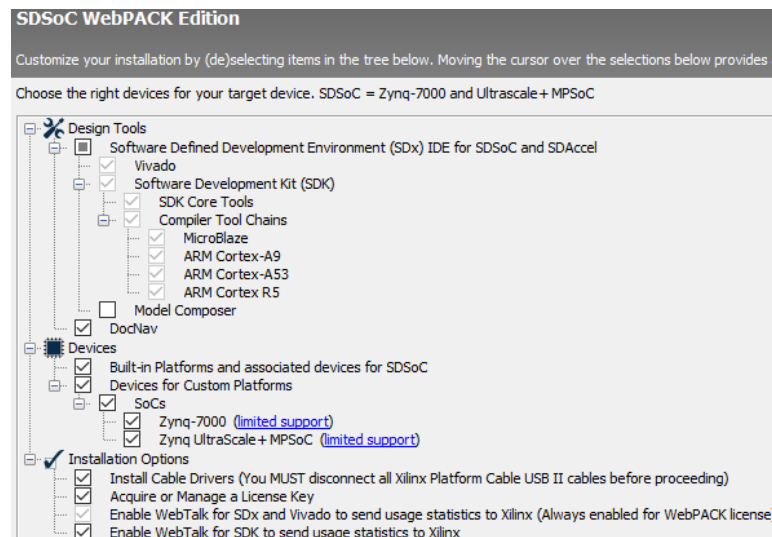 SDSoC WebPACK Edition
Customize your installation by (de)selecting items in the tree below. Moving the cursor over the selections below provides
Choose the right devices for your target device. SDSoC = Zynq-7000 and Ultrascale+ MPSoC
Design Tools
Software Defined Development Environment (SDx) IDE for SDSoC and SDAccel
Vivado
Software Development Kit (SDK)
SDK Core Tools
Compiler Tool Chains
MicroBlaze
ARM Cortex-A9
ARM Cortex-A53
ARM Cortex R5
Model Composer
DocNav
Devices
Built-in Platforms and associated devices for SDSoC
Devices for Custom Platforms
SoCs
Zynq-7000 (limited support)
Zynq UltraScale+ MPSoC (limited support)
Installation Options
Install Cable Drivers (You MUST disconnect all Xilinx Platform Cable USB II cables before proceeding)
Acquire or Manage a License Key
Enable WebTalk for SDx and Vivado to send usage statistics to Xilinx (Always enabled for WebPACK license)
Enable WebTalk for SDK to send usage statistics to Xilinx